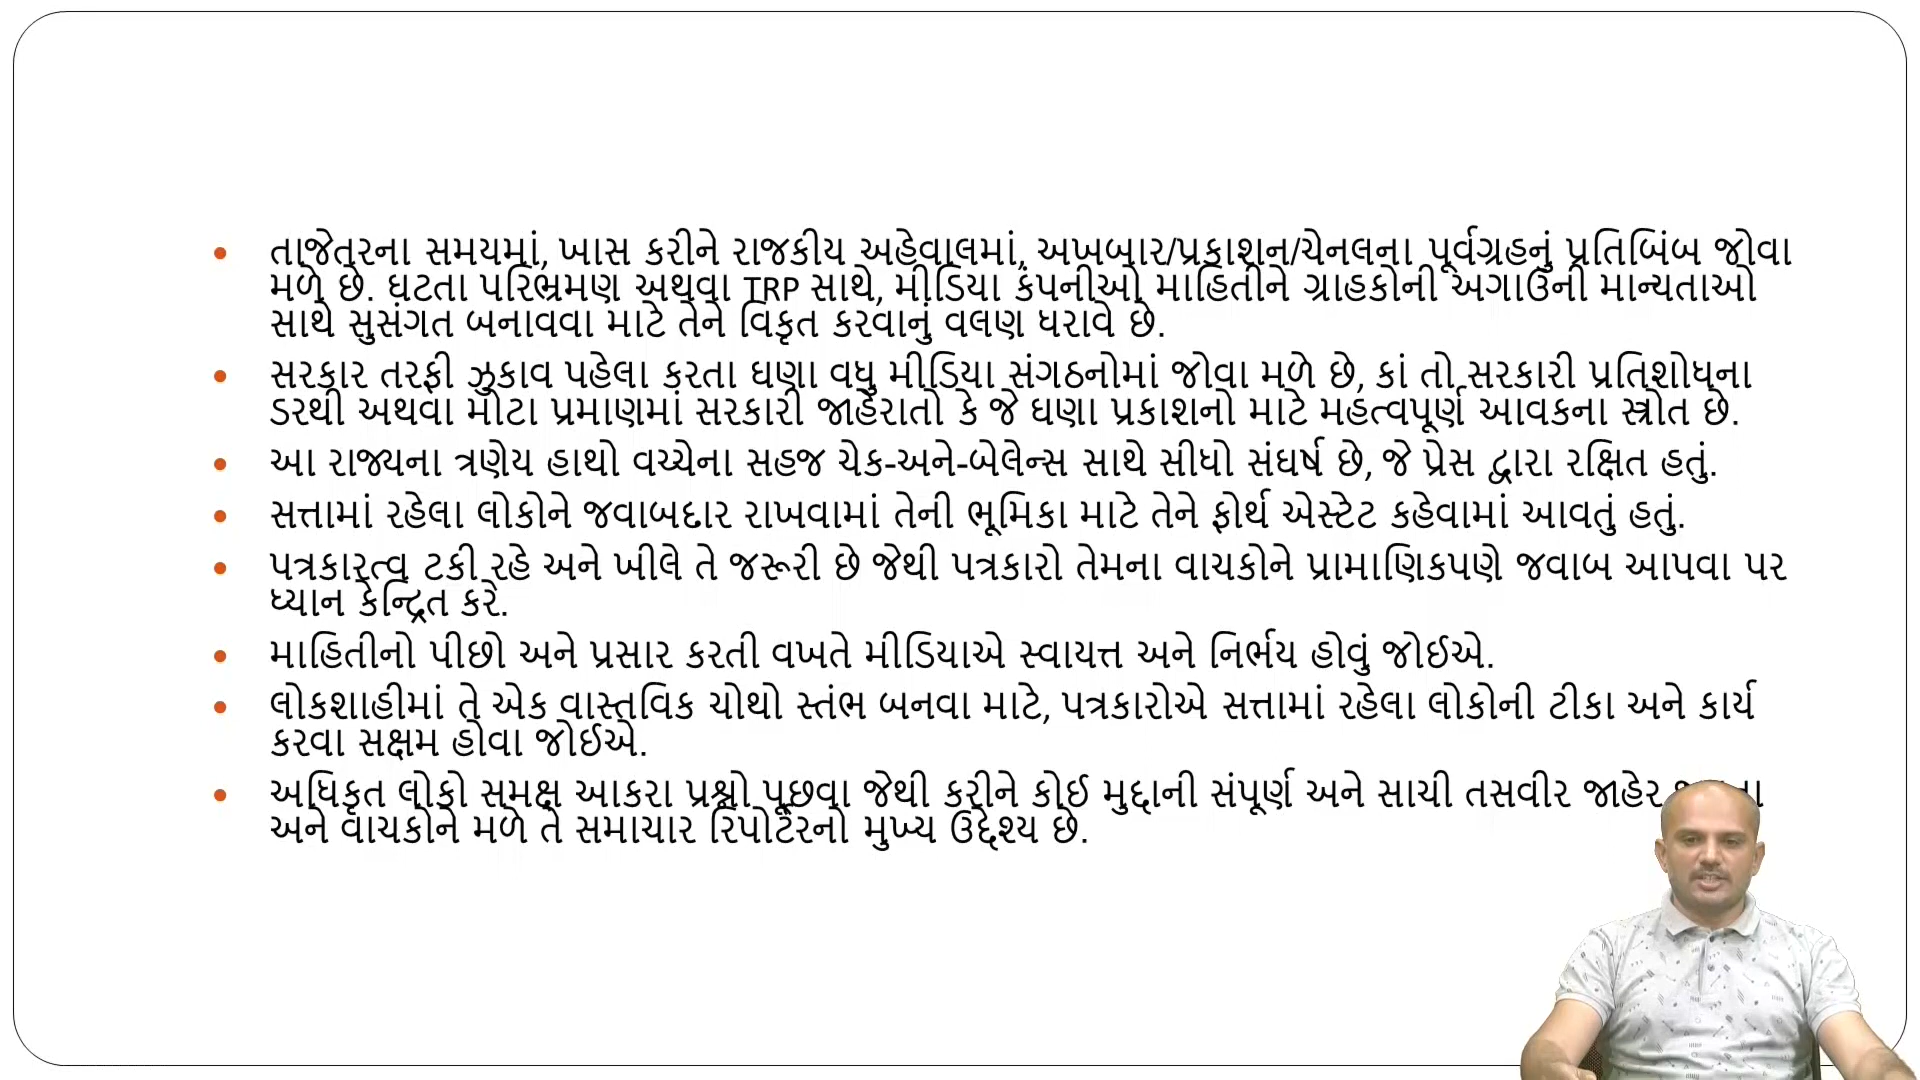 તાજેતરના સમયમાં, ખાસ કરીને રાજકીય અહેવાલમાં, અખબાર/પ્રકાશન/ચેનલના પૂર્વગ્રહનું પ્રતિબિંબ જોવા
મળે છે. ઘટતા પરિભ્રમણ અથવા TRP સાથે, મીડિયા કંપનીઓ માહિતીને ગ્રાહકોની અગાઉની માન્યતાઓ
સાથે સુસંગત બનાવવા માટે તેને વિકૃત કરવાનું વલણ ધરાવે છે.
સરકાર તરફી ઝુકાવ પહેલા કરતા ઘણા વધુ મીડિયા સંગઠનોમાં જોવા મળે છે, કાં તો સરકારી પ્રતિશોધના
ડરથી અથવા મોટા પ્રમાણમાં સરકારી જાહેરાતો કે જે ઘણા પ્રકાશનો માટે મહત્વપૂર્ણ આવકના સ્ત્રોત છે.
આ રાજ્યના ત્રણેય હાથો વચ્ચેના સહજ ચેક-અને-બેલેન્સ સાથે સીધો સંઘર્ષ છે, જે પ્રેસ દ્વારા રક્ષિત હતું.
સત્તામાં રહેલા લોકોને જવાબદાર રાખવામાં તેની ભૂમિકા માટે તેને ફોર્થ એસ્ટેટ કહેવામાં આવતું હતું.
પત્રકારત્વ ટકી રહે અને ખીલે તે જરૂરી છે જેથી પત્રકારો તેમના વાચકોને પ્રામાણિકપણે જવાબ આપવા પર
ધ્યાન કેન્દ્રિત કરે.
માહિતીનો પીછો અને પ્રસાર કરતી વખતે મીડિયાએ સ્વાયત્ત અને નિર્ભય હોવું જોઈએ.
લોકશાહીમાં તે એક વાસ્તવિક ચોથો સ્તંભ બનવા માટે, પત્રકારોએ સત્તામાં રહેલા લોકોની ટીકા અને કાર્ય
કરવા સક્ષમ હોવા જોઈએ.
અધિકૃત લોકો સમક્ષ આકરા પ્રશ્નો પૂછવા જેથી કરીને કોઈ મુદ્દાની સંપૂર્ણ અને સાચી તસવીર જાહેર
અને વાચકોને મળે તે સમાચાર રિપોર્ટરનો મુખ્ય ઉદ્દેશ્ય છે.